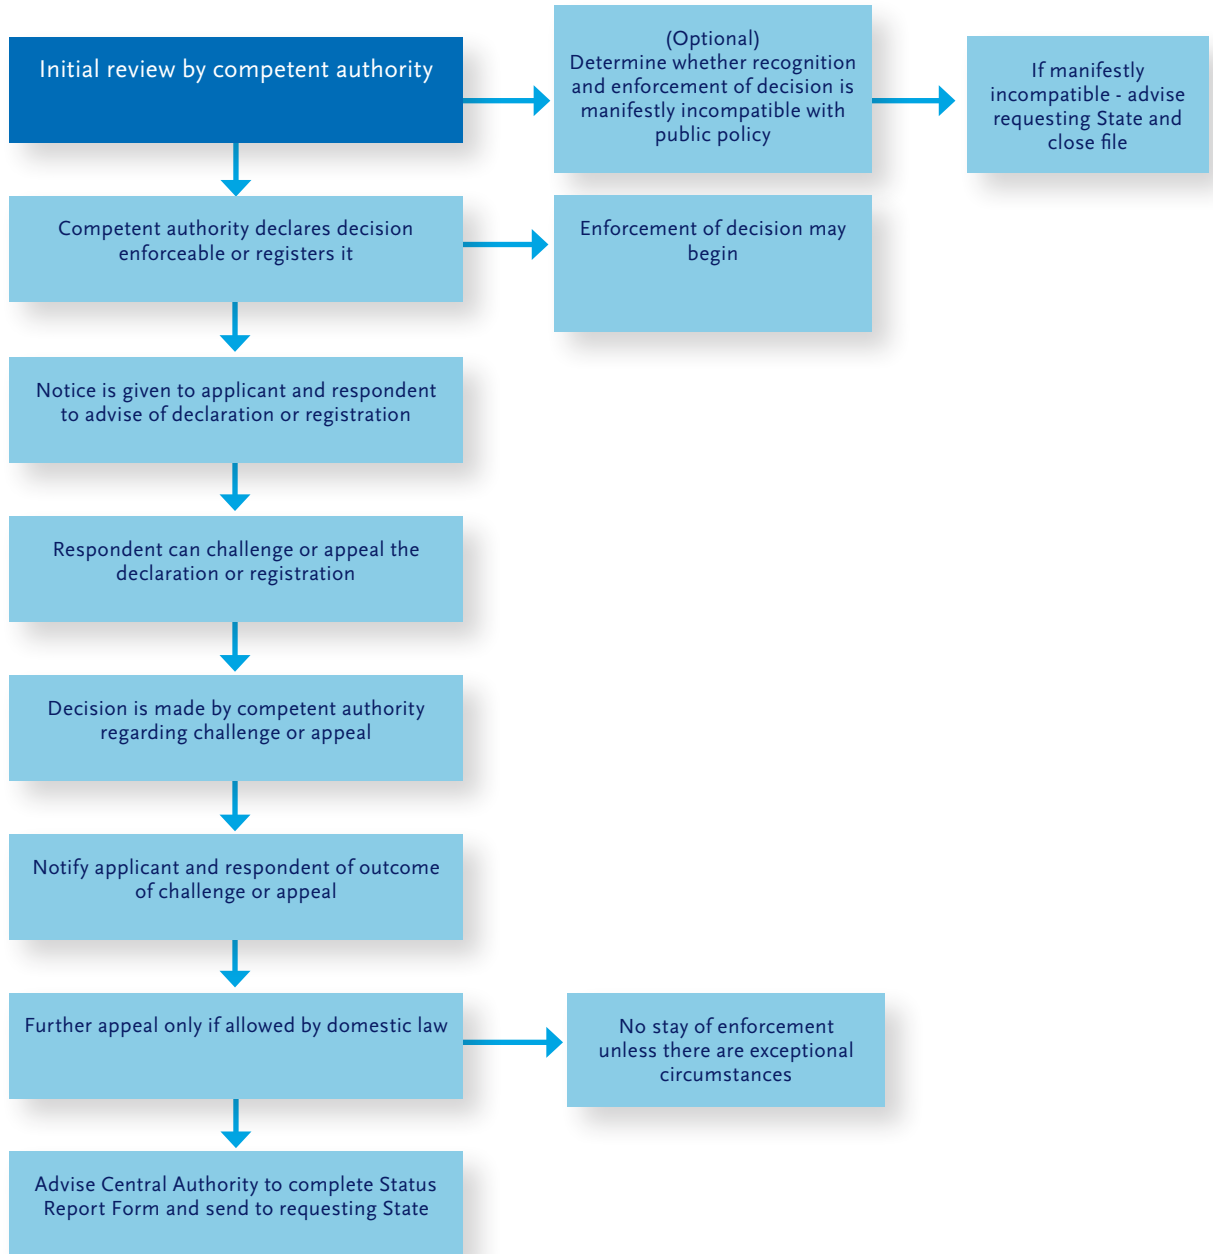 Initial review by competent authority
(Optional)
Determine whether recognition
and enforcement of decision is
manifestly incompatible with
public policy
If manifestly
incompatible - advise
requesting State and
close file
Competent authority declares decision
enforceable or registers it
Enforcement of decision may
begin
Notice is given to applicant and respondent
to advise of declaration or registration
Respondent can challenge or appeal the
declaration or registration
Decision is made by competent authority
regarding challenge or appeal
Notify applicant and respondent of outcome
of challenge or appeal
Further appeal only if allowed by domestic law
No stay of enforcement
unless there are exceptional
circumstances
Advise Central Authority to complete Status
Report Form and send to requesting State